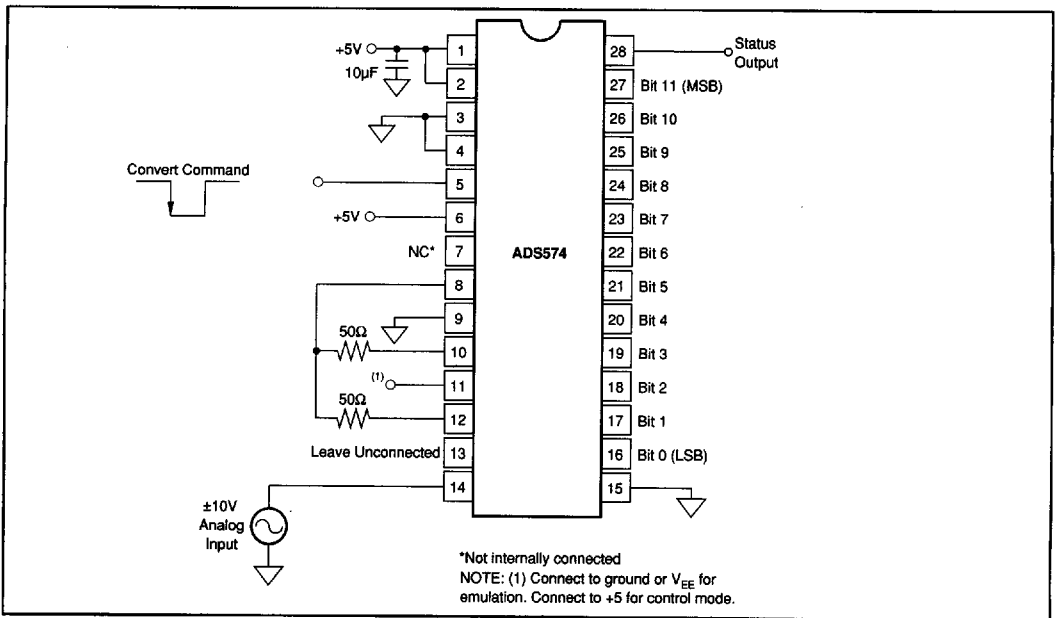 +5V
10µF
1
2
3
4
Convert Command
5
+5V
6
NC*
7
8
50Ω
9
10
(1)
11
50Ω
12
Leave Unconnected
13
14
±10V
Analog
Input
ADS574
28
Status
Output
27
Bit 11 (MSB)
26
Bit 10
25
Bit 9
24
Bit 8
23
Bit 7
22
Bit 6
21
Bit 5
20
Bit 4
19
Bit 3
18
Bit 2
17
Bit 1
16
Bit 0 (LSB)
15
*Not internally connected
NOTE: (1) Connect to ground or VEE for
emulation. Connect to +5 for control mode.